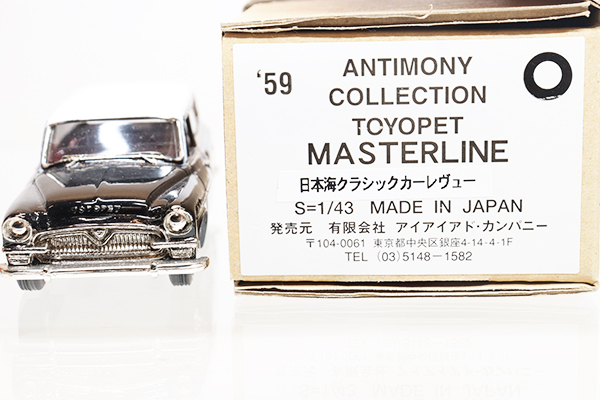 '59
ANTIMONY
COLLECTION
TOYOPET
MASTERLINE
日本海クラシックカーレヴュー
S=1/43 MADE IN JAPAN
発売元 有限会社 アイアイアド・カンパニー
〒104-0061 東京都中央区銀座4-14-4-1F
TEL (03)5148-1582
TOYOPET